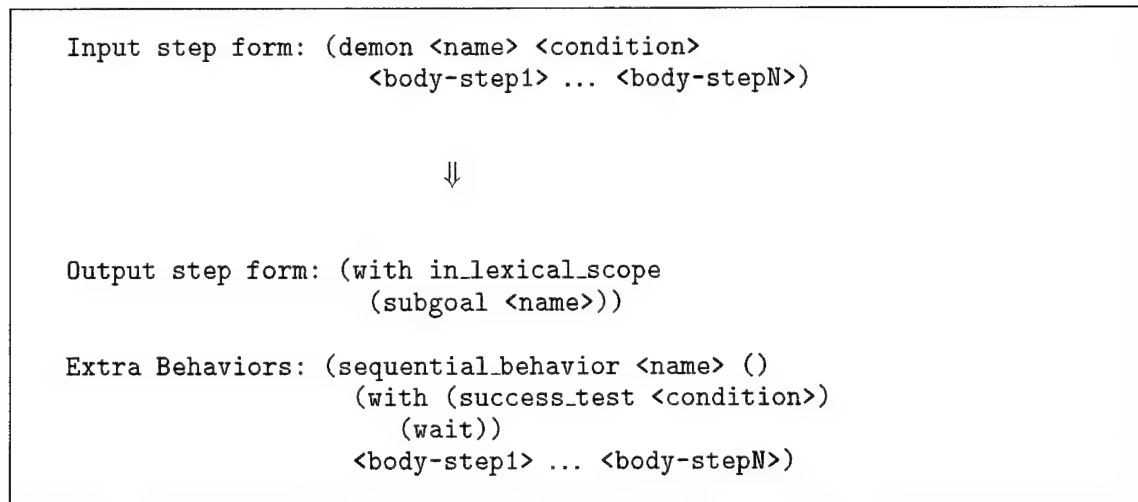 Input step form: (demon <name> <condition>
<body-step1> ... <body-stepN>)
⇓
Output step form: (with in_lexical_scope
(subgoal <name>))
Extra Behaviors: (sequential_behavior <name> ()
(with (success_test <condition>)
(wait))
<body-step1> ... <body-stepN>)